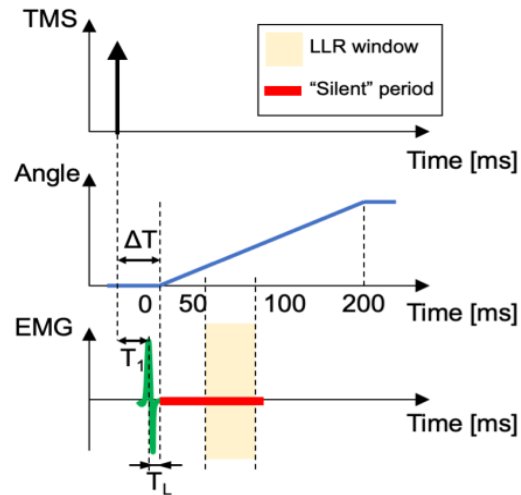 TMS
LLR window
“Silent” period
Time [ms]
Angle
ΔT
0 50 100 200
Time [ms]
EMG
T1
Time [ms]
TL